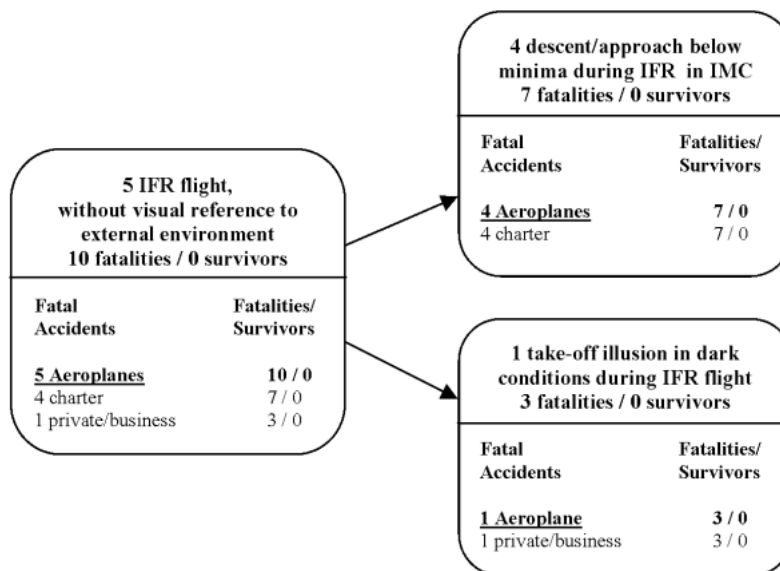 5 IFR flight,
without visual reference to
external environment
10 fatalities / 0 survivors
Fatal Fatalities/
Accidents Survivors
5 Aeroplanes 10 / 0
4 charter 7 / 0
1 private/business 3 / 0
4 descent/approach below
minima during IFR in IMC
7 fatalities / 0 survivors
Fatal Fatalities/
Accidents Survivors
4 Aeroplanes 7 / 0
4 charter 7 / 0
1 take-off illusion in dark
conditions during IFR flight
3 fatalities / 0 survivors
Fatal Fatalities/
Accidents Survivors
1 Aeroplane 3 / 0
1 private/business 3 / 0